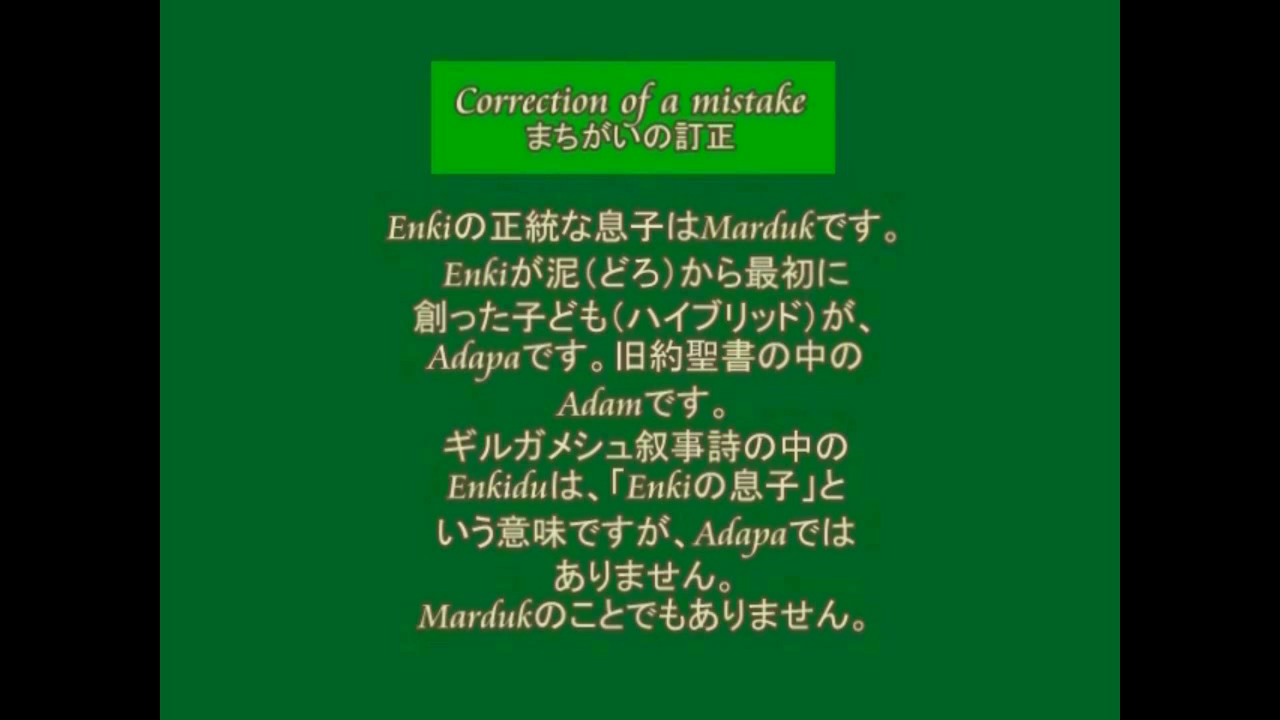 Correction of a mistake
まちがいの訂正
Enkiの正統な息子はMardukです。
Enkiが泥（どろ）から最初に
創った子ども（ハイブリッド）が、
Adapaです。旧約聖書の中の
Adamです。
ギルガメシュ叙事詩の中の
Enkiduは、「Enkiの息子」と
いう意味ですが、Adapaでは
ありません。
Mardukのことでもありません。